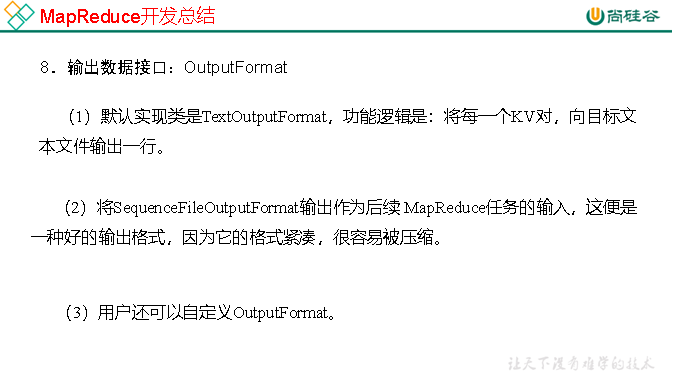 MapReduce开发总结
尚硅谷
8．输出数据接口：OutputFormat
（1）默认实现类是TextOutputFormat，功能逻辑是：将每一个KV对，向目标文
本文件输出一行。
（2）将SequenceFileOutputFormat输出作为后续 MapReduce任务的输入，这便是
一种好的输出格式，因为它的格式紧凑，很容易被压缩。
（3）用户还可以自定义OutputFormat。
让天下没有难学的技术